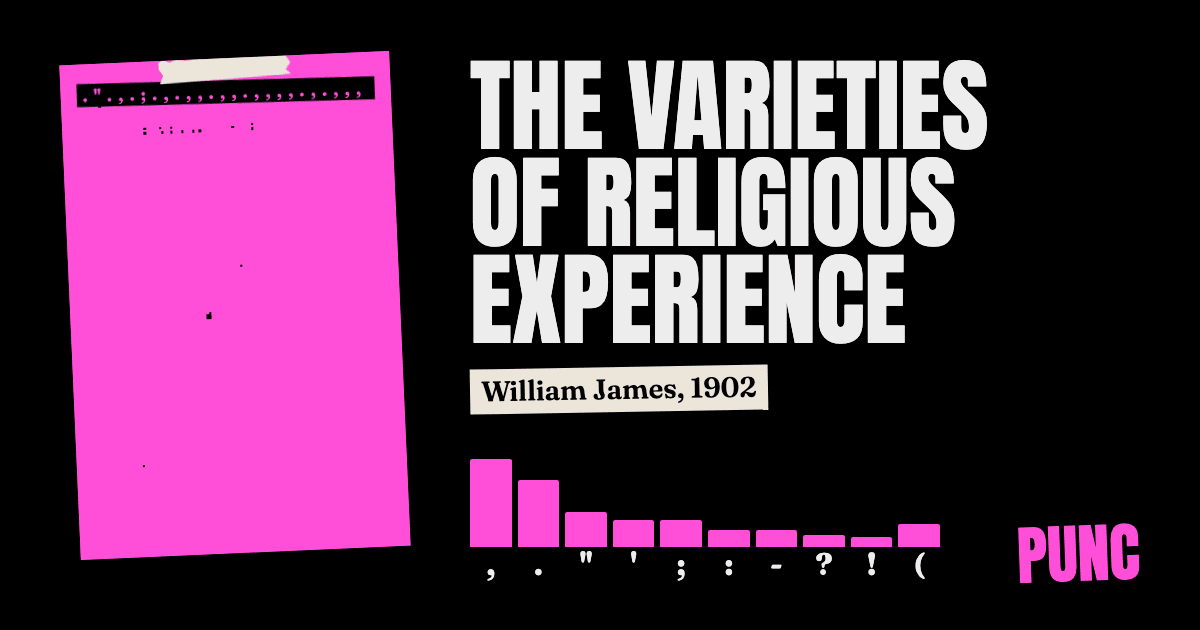 . " . , . ; . , . , , . , , . , , , , , . , . , , ,
THE VARIETIES
OF RELIGIOUS
EXPERIENCE
William James, 1902
, . " ' ; : - ? ! (
PUNC